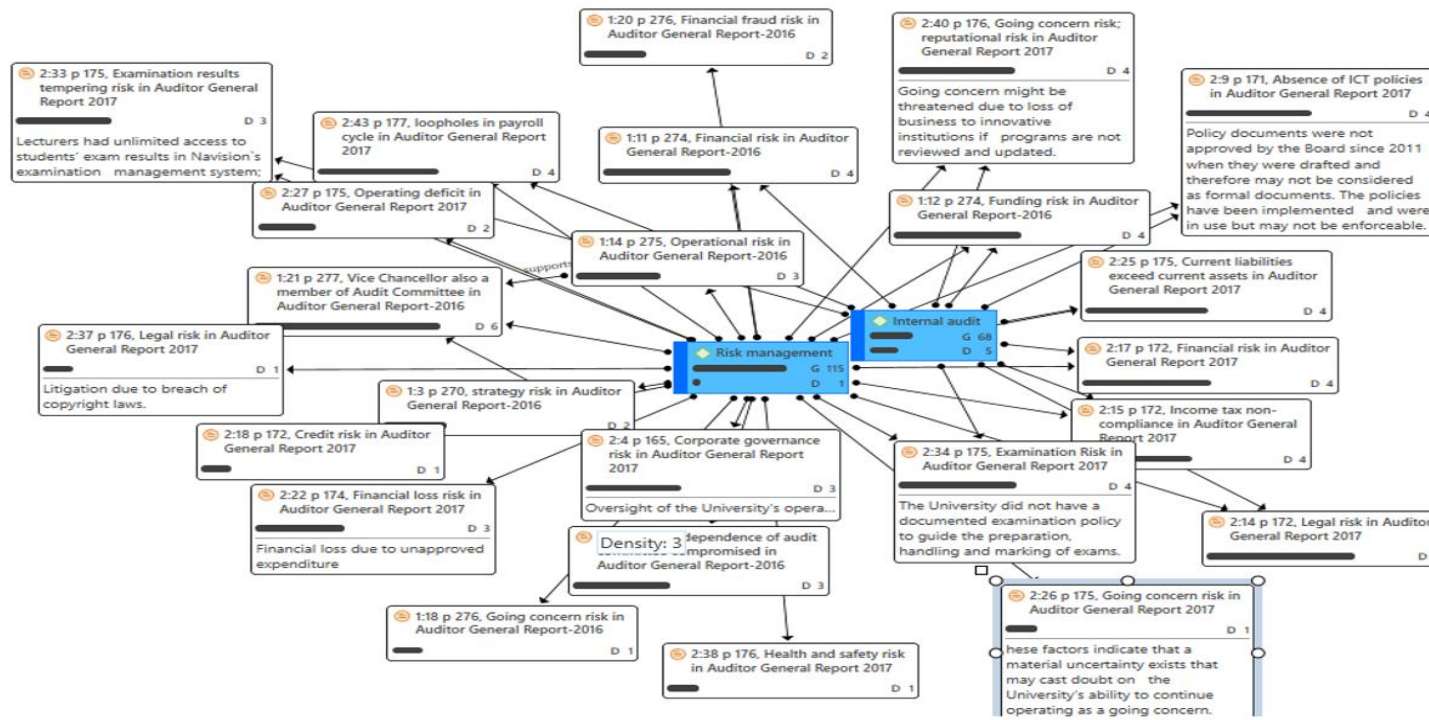 1:20 p 276, Financial fraud risk in
Auditor General Report-2016
D 2
2:40 p 176, Going concern risk;
reputational risk in Auditor
General Report 2017
D 4
Going concern might be
threatened due to loss of
business to innovative
institutions if programs are not
reviewed and updated.
2:33 p 175, Examination results
tempering risk in Auditor General
Report 2017
D 3
Lecturers had unlimited access to
students' exam results in Navision`s
examination management system;
2:9 p 171, Absence of ICT policies
in Auditor General Report 2017
D 4
Policy documents were not
approved by the Board since 2011
when they were drafted and
therefore may not be considered
as formal documents. The policies
have been implemented and were
in use but may not be enforceable.
2:43 p 177, loopholes in payroll
cycle in Auditor General Report
2017
D 4
1:11 p 274, Financial risk in Auditor
General Report-2016
D 4
2:27 p 175, Operating deficit in
Auditor General Report 2017
D 2
1:12 p 274, Funding risk in Auditor
General Report-2016
D 4
1:14 p 275, Operational risk in
Auditor General Report-2016
D 3
supports
2:25 p 175, Current liabilities
exceed current assets in Auditor
General Report 2017
D 4
1:21 p 277, Vice Chancellor also a
member of Audit Committee in
Auditor General Report-2016
D 6
Internal audit
G 68
D 5
2:37 p 176, Legal risk in Auditor
General Report 2017
D 1
Litigation due to breach of
copyright laws.
Risk management
G 115
D 1
2:17 p 172, Financial risk in Auditor
General Report 2017
D 4
1:3 p 270, strategy risk in Auditor
General Report-2016
D 2
2:15 p 172, Income tax non-
compliance in Auditor General
Report 2017
D 4
2:18 p 172, Credit risk in Auditor
General Report 2017
D 1
2:4 p 165, Corporate governance
risk in Auditor General Report
2017
D 3
Oversight of the University's opera...
2:34 p 175, Examination Risk in
Auditor General Report 2017
D 4
The University did not have a
documented examination policy
to guide the preparation,
handling and marking of exams.
2:22 p 174, Financial loss risk in
Auditor General Report 2017
D 3
Financial loss due to unapproved
expenditure
2:14 p 172, Legal risk in Auditor
General Report 2017
D
Density: 3
dependence of audit
compromised in
Auditor General Report-2016
D 3
1:18 p 276, Going concern risk in
Auditor General Report-2016
D 1
2:38 p 176, Health and safety risk
in Auditor General Report 2017
D 1
2:26 p 175, Going concern risk in
Auditor General Report 2017
D 1
hese factors indicate that a
material uncertainty exists that
may cast doubt on the
University's ability to continue
operating as a going concern.